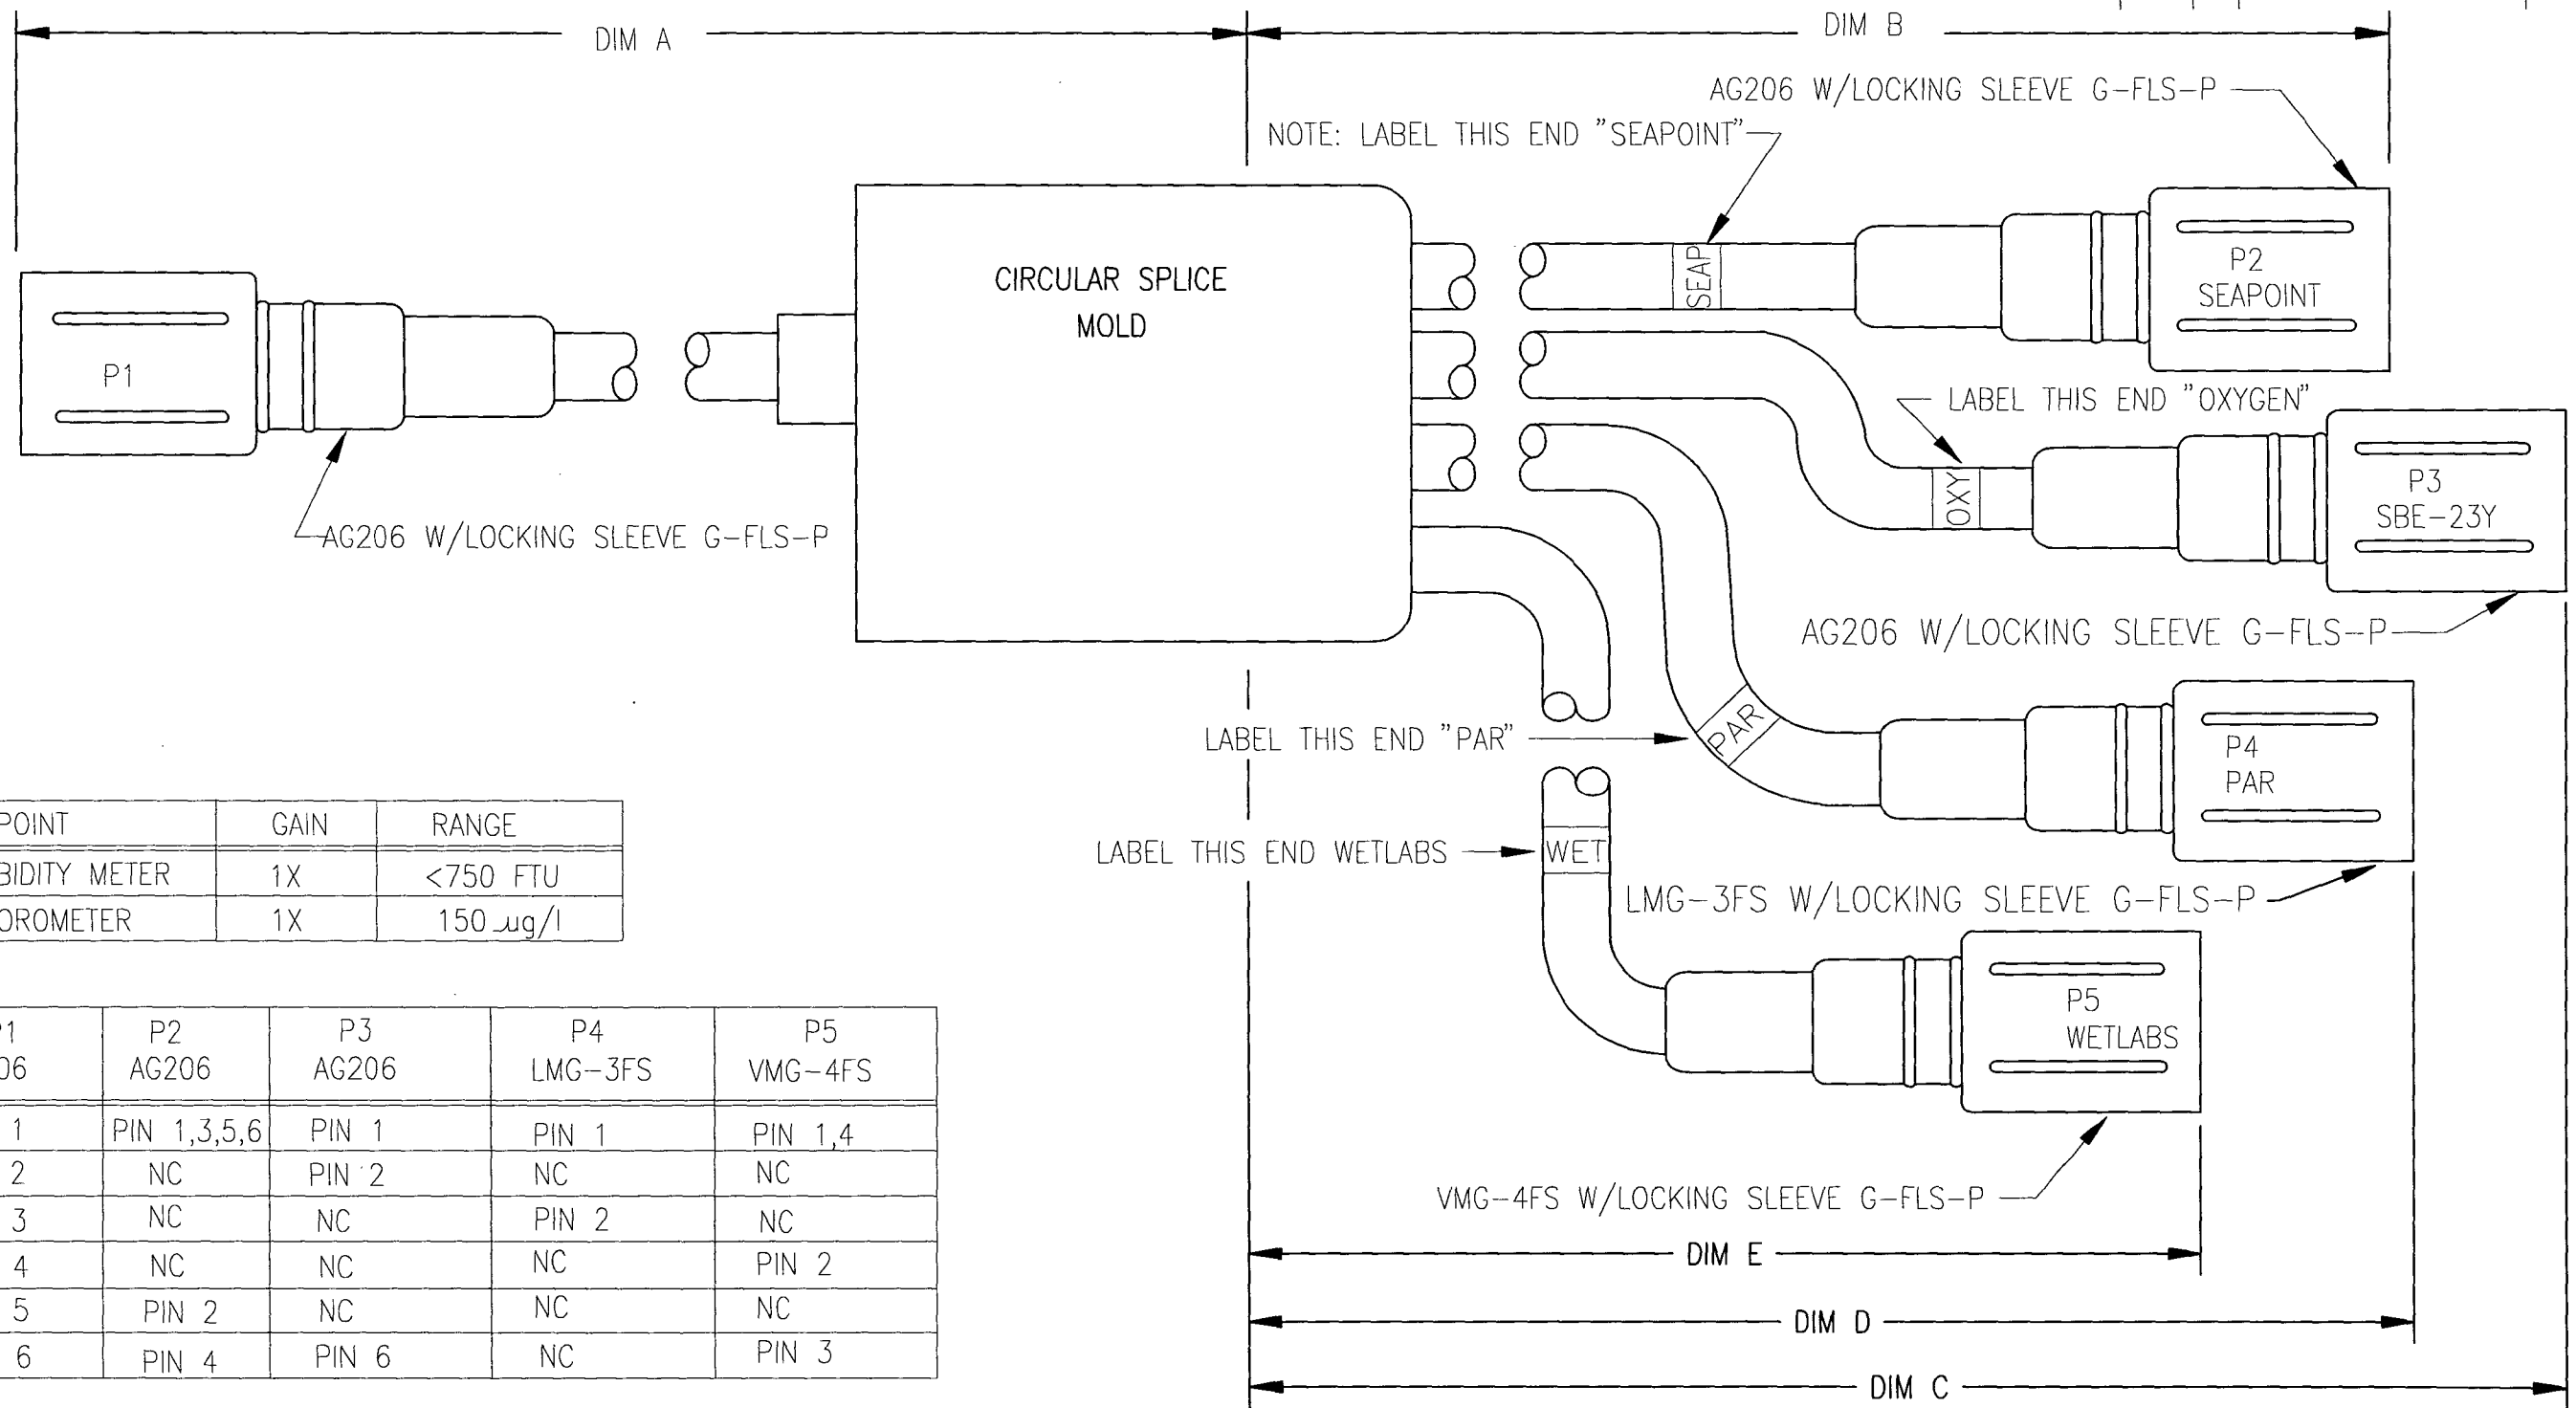 DIM A
DIM B
AG206 W/LOCKING SLEEVE G-FLS-P
NOTE: LABEL THIS END "SEAPOINT"
CIRCULAR SPLICE
MOLD
SEAP
P2
SEAPOINT
P1
LABEL THIS END "OXYGEN"
OXY
P3
SBE-23Y
AG206 W/LOCKING SLEEVE G-FLS-P
AG206 W/LOCKING SLEEVE G-FLS-P
LABEL THIS END "PAR"
PAR
P4
PAR
LABEL THIS END WETLABS
WET
LMG-3FS W/LOCKING SLEEVE G-FLS-P
P5
WETLABS
VMG-4FS W/LOCKING SLEEVE G-FLS-P
DIM E
DIM D
DIM C
POINT GAIN RANGE
BIDITY METER 1X <750 FTU
OROMETER 1X 150 µg/l
1 P2 P3 P4 P5
06 AG206 AG206 LMG-3FS VMG-4FS
1 PIN 1,3,5,6 PIN 1 PIN 1 PIN 1,4
2 NC PIN 2 NC NC
3 NC NC PIN 2 NC
4 NC NC NC PIN 2
5 PIN 2 NC NC NC
6 PIN 4 PIN 6 NC PIN 3